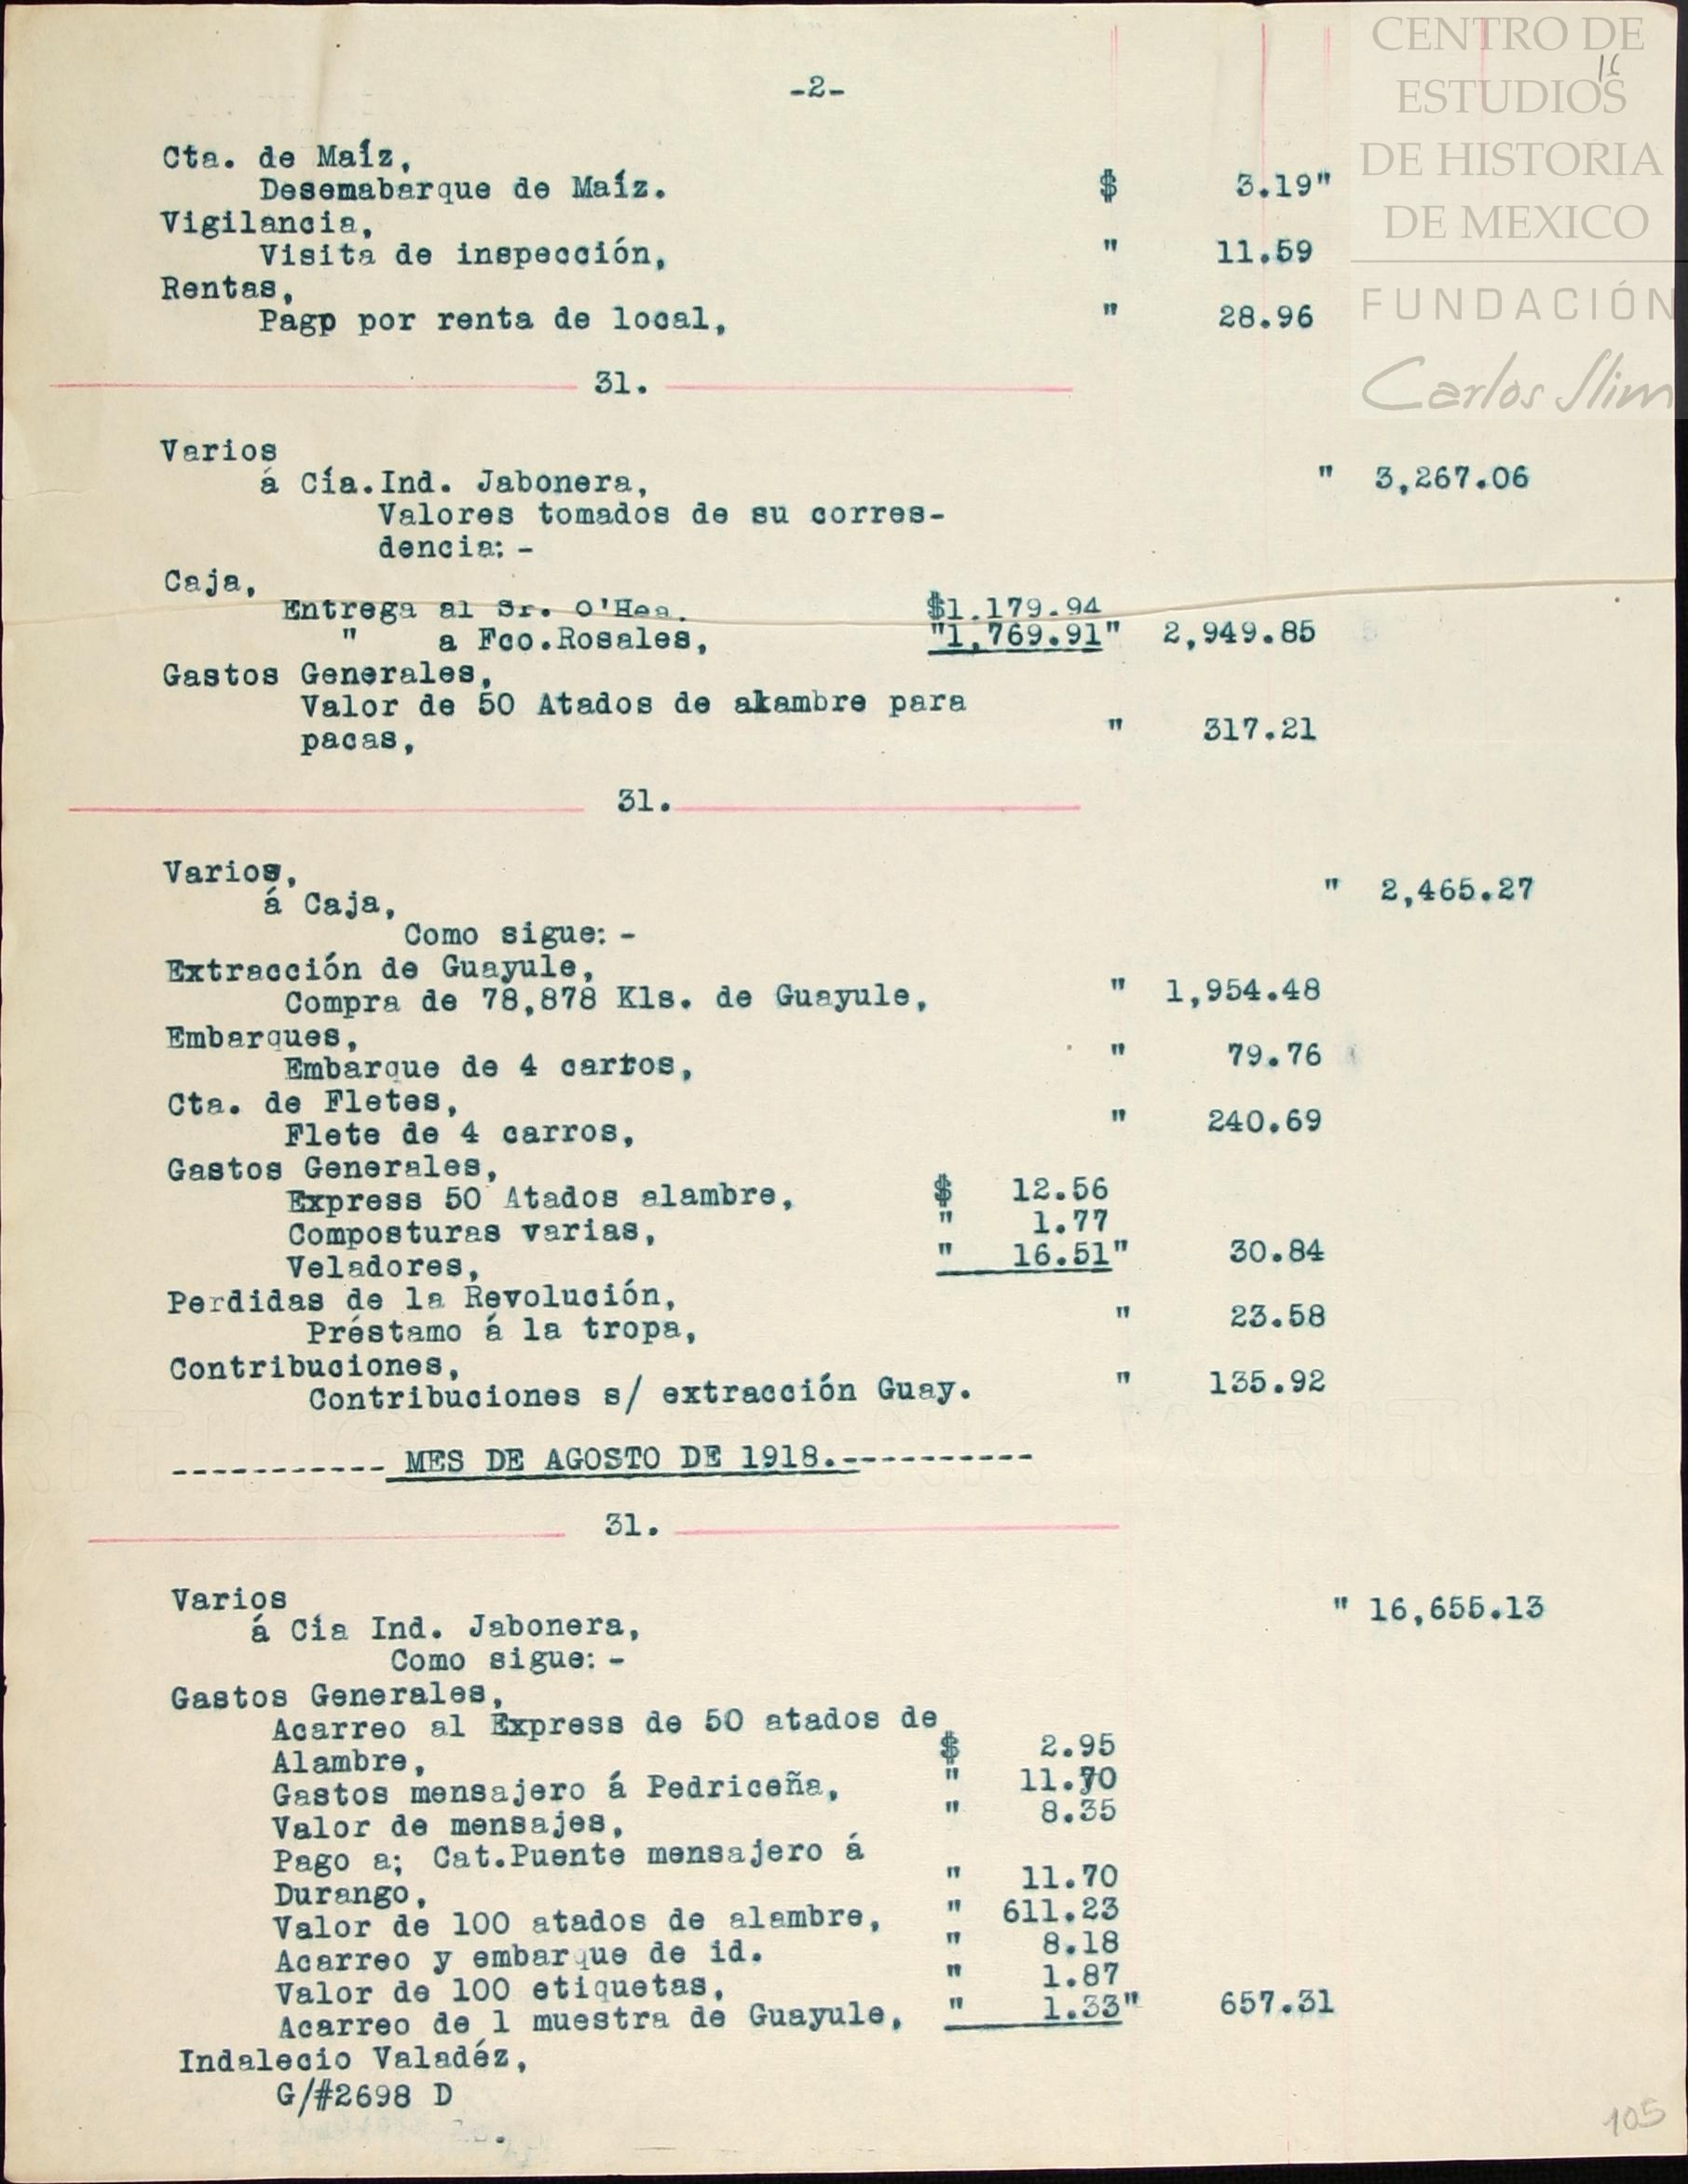 CENTRO DE
ESTUDIOS
DE HISTORIA
DE MEXICO
FUNDACIÓN
Carlos Slim
16
-2-
Cta. de Maíz,
Desemabarque de Maíz. $ 3.19"
Vigilancia,
Visita de inspección, " 11.59
Rentas,
Pagp por renta de local, " 28.96
31.
Varios
á Cía.Ind. Jabonera, " 3,267.06
Valores tomados de su corres-
dencia:-
Caja,
Entrega al Sr. O'Hea. $1.179.94
" a Fco.Rosales, "1,769.91" 2,949.85
Gastos Generales,
Valor de 50 Atados de akambre para
pacas, " 317.21
31.
Varios,
á Caja, " 2,465.27
Como sigue:-
Extracción de Guayule,
Compra de 78,878 Kls. de Guayule, " 1,954.48
Embarques,
Embarque de 4 carros, " 79.76
Cta. de Fletes,
Flete de 4 carros, " 240.69
Gastos Generales,
Express 50 Atados alambre, $ 12.56
Composturas varias, " 1.77
Veladores, " 16.51" 30.84
Perdidas de la Revolución,
Préstamo á la tropa, " 23.58
Contribuciones,
Contribuciones s/ extracción Guay. " 135.92
----------- MES DE AGOSTO DE 1918.-----------
31.
Varios
á Cía Ind. Jabonera, " 16,655.13
Como sigue:-
Gastos Generales,
Acarreo al Express de 50 atados de
Alambre, $ 2.95
Gastos mensajero á Pedriceña, " 11.70
Valor de mensajes, " 8.35
Pago a; Cat.Puente mensajero á
Durango, " 11.70
Valor de 100 atados de alambre, " 611.23
Acarreo y embarque de id. " 8.18
Valor de 100 etiquetas, " 1.87
Acarreo de 1 muestra de Guayule, " 1.33" 657.31
Indalecio Valadéz,
G/#2698 D
105